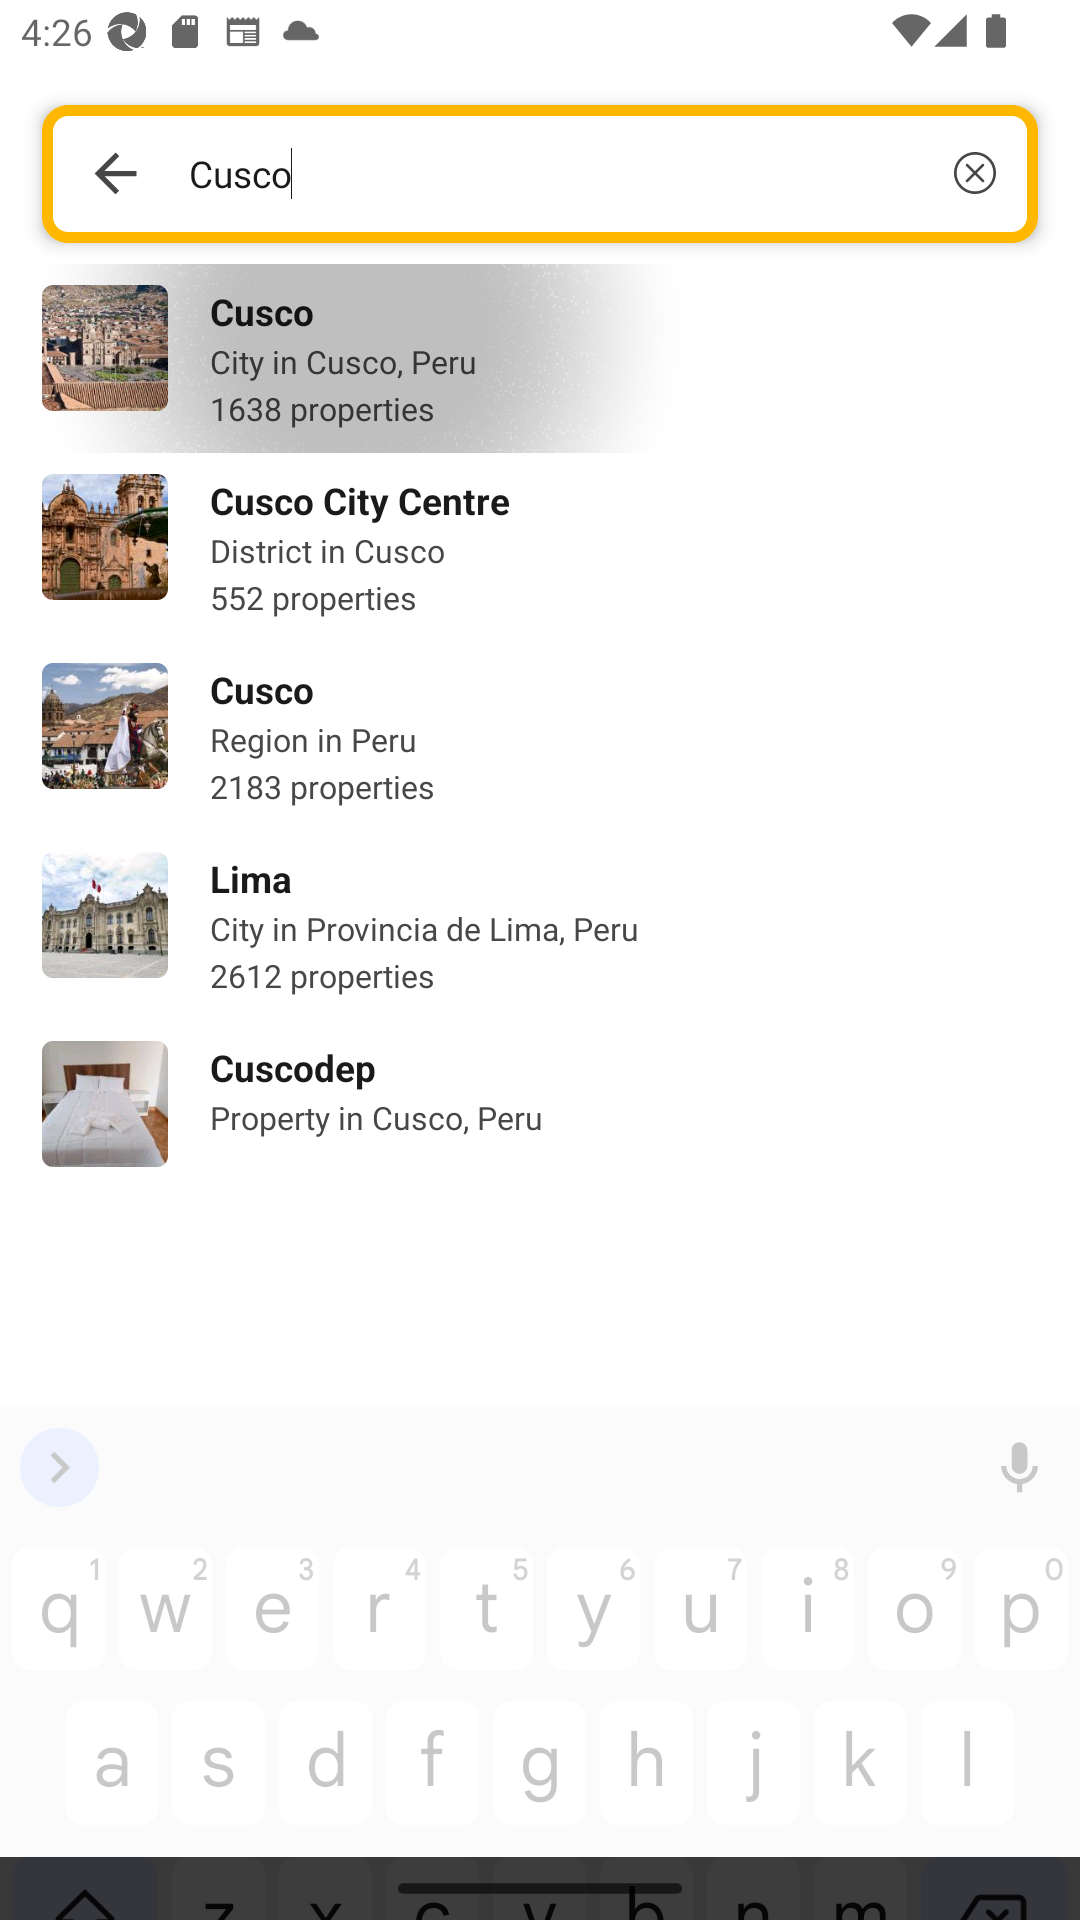 4:26
Cusco
Cusco
City in Cusco, Peru
1638 properties
Cusco City Centre
District in Cusco
552 properties
Cusco
Region in Peru
2183 properties
Lima
City in Provincia de Lima, Peru
2612 properties
Cuscodep
Property in Cusco, Peru
1 2 3 4 5 6 7 8 9 0
q w e r t y u i o p
a s d f g h j k l
z x c v b n m